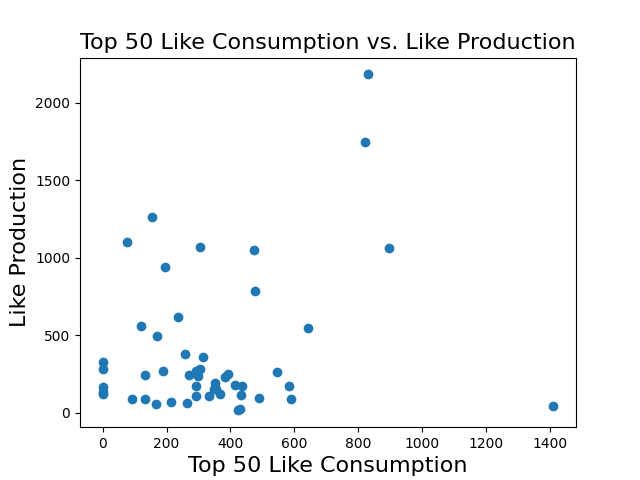 Top 50 Like Consumption vs. Like Production
Like Production
2000
1500
1000
500
0
0 200 400 600 800 1000 1200 1400
Top 50 Like Consumption